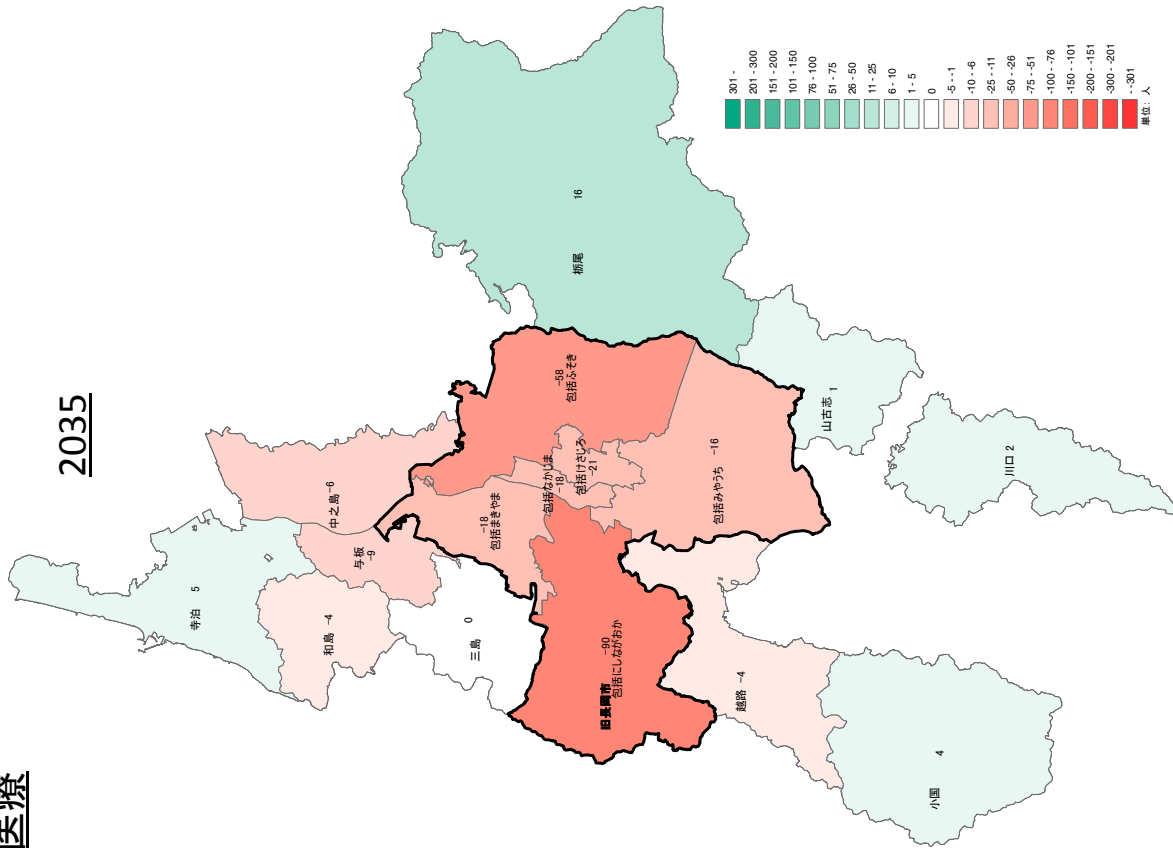 医療
2035
寺泊 5
中之島 -6
与板
-9
和島 -4
三島 0
-18
包括まきやま
-58
包括ふそき
包括なかじま
-18
包括けさじろ
-21
旧長岡市
-90
包括にしながおか
包括みやうち -16
栃尾 16
山古志 1
川口 2
越路 -4
小国 4
301 -
201 - 300
151 - 200
101 - 150
76 - 100
51 - 75
26 - 50
11 - 25
6 - 10
1 - 5
0
-5 - -1
-10 - -6
-25 - -11
-50 - -26
-75 - -51
-100 - -76
-150 - -101
-200 - -151
-300 - -201
- -301
単位：人